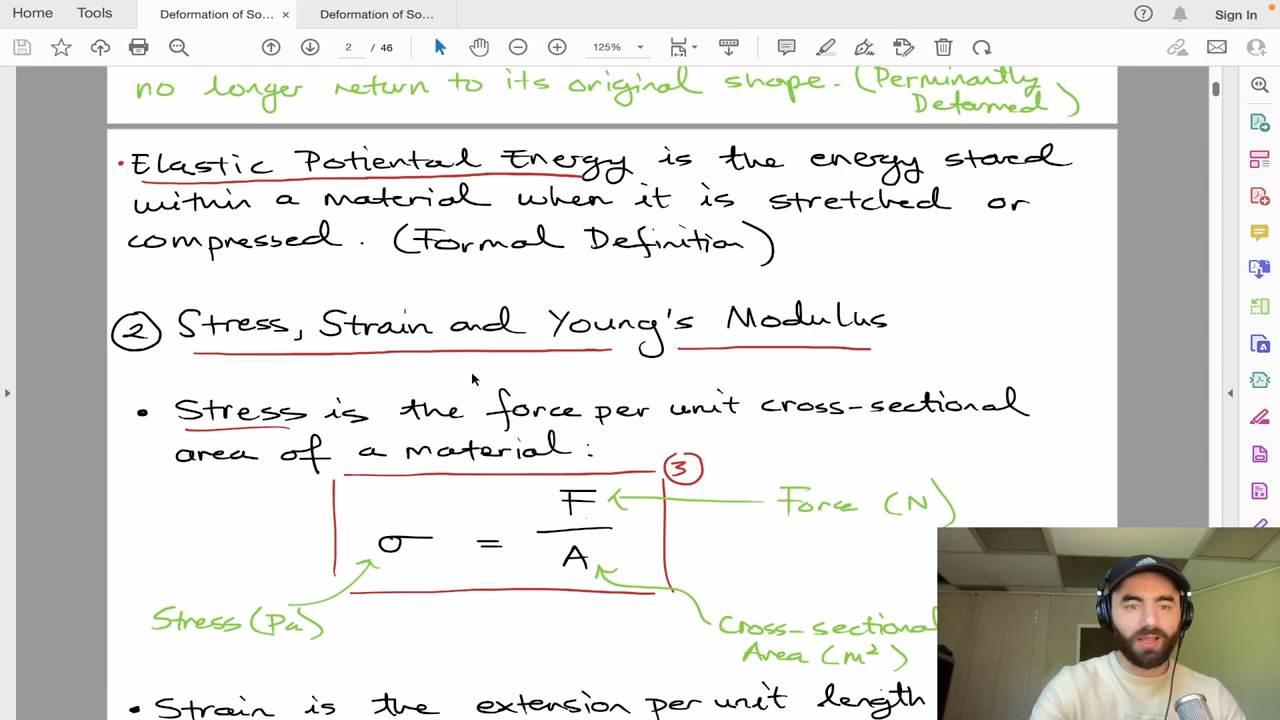 Home
Tools
Deformation of So...
×
Deformation of So...
Sign In
2 / 46
125%
no longer return to its original shape. (Perminantly
Deformed)
• Elastic Potiental Energy is the energy stored
within a material when it is stretched or
compressed. (Formal Definition)
② Stress, Strain and Young's Modulus
• Stress is the force per unit cross-sectional
area of a material:
③
σ = F/A
Force (N)
Stress (Pa)
Cross-sectional
Area (m²)
• Strain is the extension per unit length